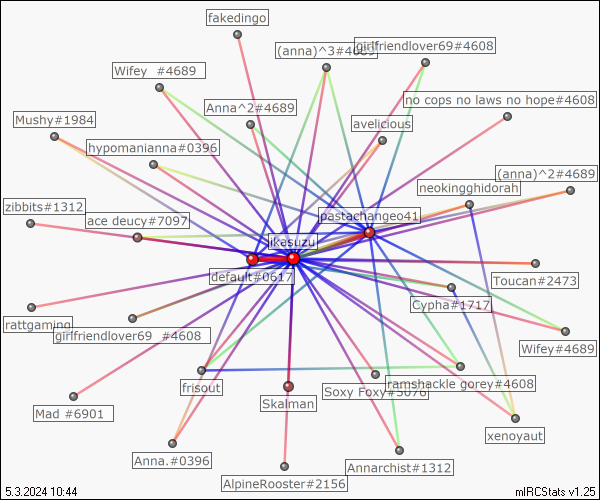 fakedingo
(anna)^3#4689
girlfriendlover69#4608
Wifey #4689
no cops no laws no hope#4608
Anna^2#4689
Mushy#1984
avelicious
hypomanianna#0396
(anna)^2#4689
neokingghidorah
zibbits#1312
pastachangeo41
ace deucy#7097
ikesuzu
default#0617
Toucan#2473
Cypha#1717
rattgaming
girlfriendlover69 #4608
Wifey#4689
frisout
ramshackle gorey#4608
Soxy Foxy#5076
Skalman
Mad #6901
xenoyaut
Anna.#0396
Annarchist#1312
AlpineRooster#2156
5.3.2024 10:44
mIRCStats v1.25